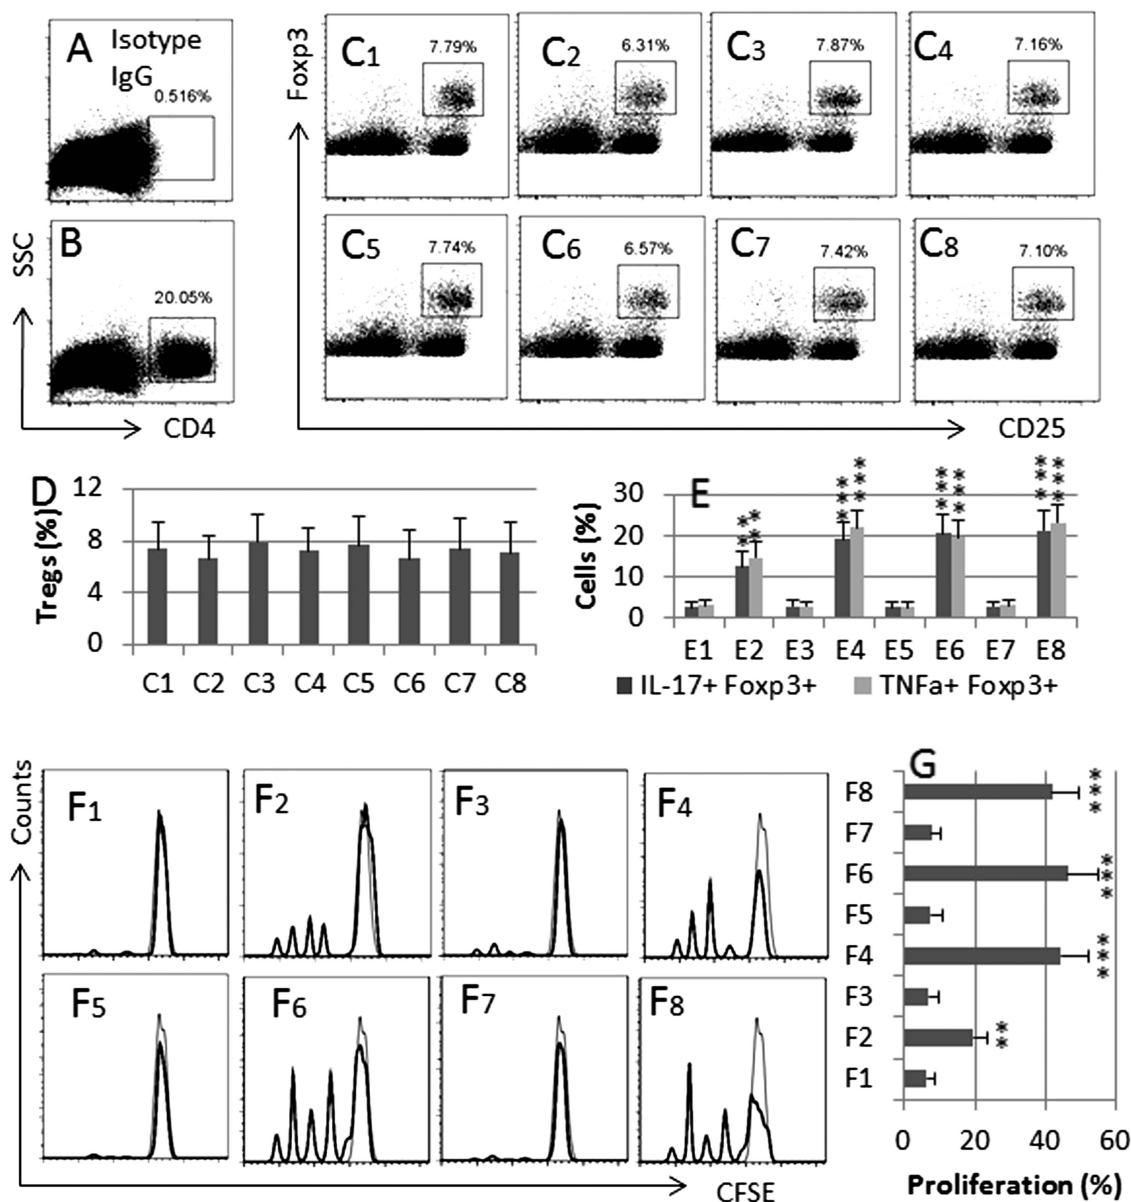 A Isotype
IgG
0.516%
B
20.05%
SSC
CD4
Foxp3
C1 7.79%
C2 6.31%
C3 7.87%
C4 7.16%
C5 7.74%
C6 6.57%
C7 7.42%
C8 7.10%
CD25
D
Tregs (%)
12
8
4
0
C1 C2 C3 C4 C5 C6 C7 C8
E
Cells (%)
30
20
10
0
** ** *** *** *** *** *** ***
E1 E2 E3 E4 E5 E6 E7 E8
IL-17+ Foxp3+ TNFa+ Foxp3+
Counts
F1 F2 F3 F4
F5 F6 F7 F8
CFSE
G
F8 ***
F7
F6 ***
F5
F4 ***
F3
F2 **
F1
0 20 40 60
Proliferation (%)